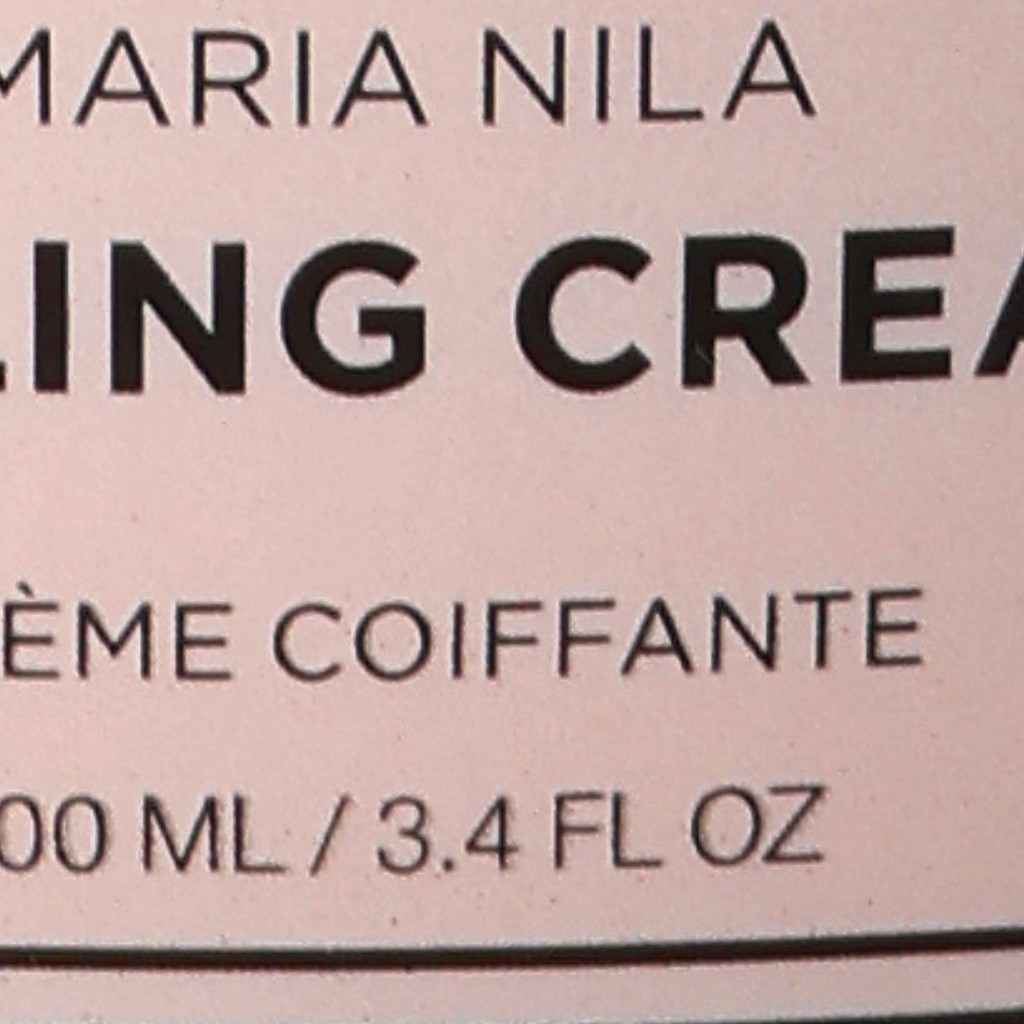 MARIA NILA
LING CREA
ÈME COIFFANTE
00 ML / 3.4 FL OZ